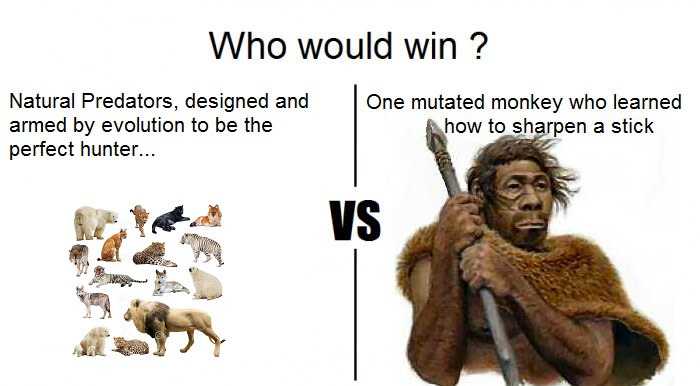 Who would win ?
Natural Predators, designed and
armed by evolution to be the
perfect hunter...
VS
One mutated monkey who learned
how to sharpen a stick